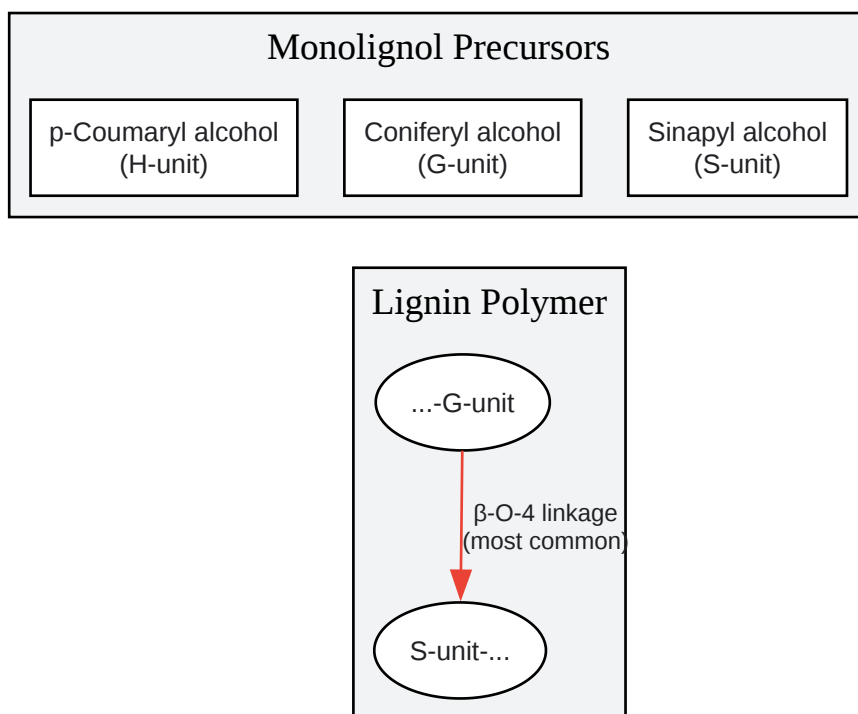 Monolignol Precursors
p-Coumaryl alcohol
(H-unit)
Coniferyl alcohol
(G-unit)
Sinapyl alcohol
(S-unit)
Lignin Polymer
...-G-unit
β-O-4 linkage
(most common)
S-unit-...